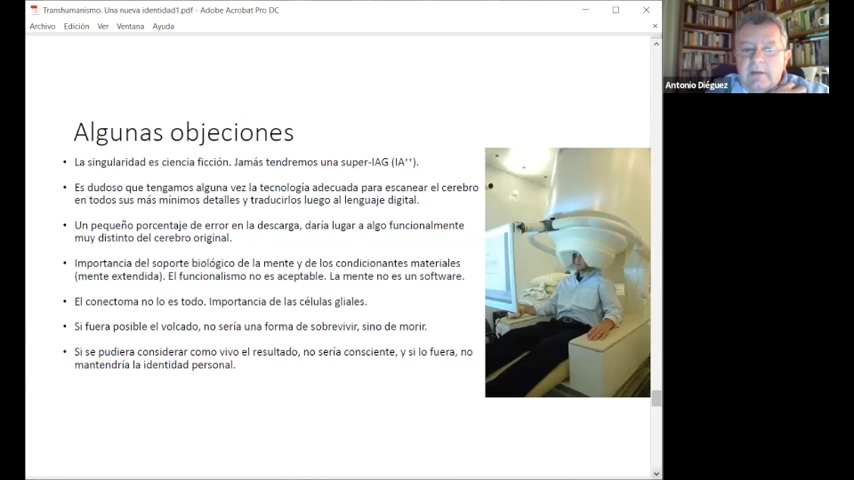 Transhumanismo. Una nueva identidad'1.pdf - Adobe Acrobat Pro DC
Archivo Edición Ver Ventana Ayuda
Antonio Diéguez
Algunas objeciones
• La singularidad es ciencia ficción. Jamás tendremos una super-IAG (IA⁺⁺).
• Es dudoso que tengamos alguna vez la tecnología adecuada para escanear el cerebro
en todos sus más mínimos detalles y traducirlos luego al lenguaje digital.
• Un pequeño porcentaje de error en la descarga, daría lugar a algo funcionalmente
muy distinto del cerebro original.
• Importancia del soporte biológico de la mente y de los condicionantes materiales
(mente extendida). El funcionalismo no es aceptable. La mente no es un software.
• El conectoma no lo es todo. Importancia de las células gliales.
• Si fuera posible el volcado, no sería una forma de sobrevivir, sino de morir.
• Si se pudiera considerar como vivo el resultado, no sería consciente, y si lo fuera, no
mantendría la identidad personal.